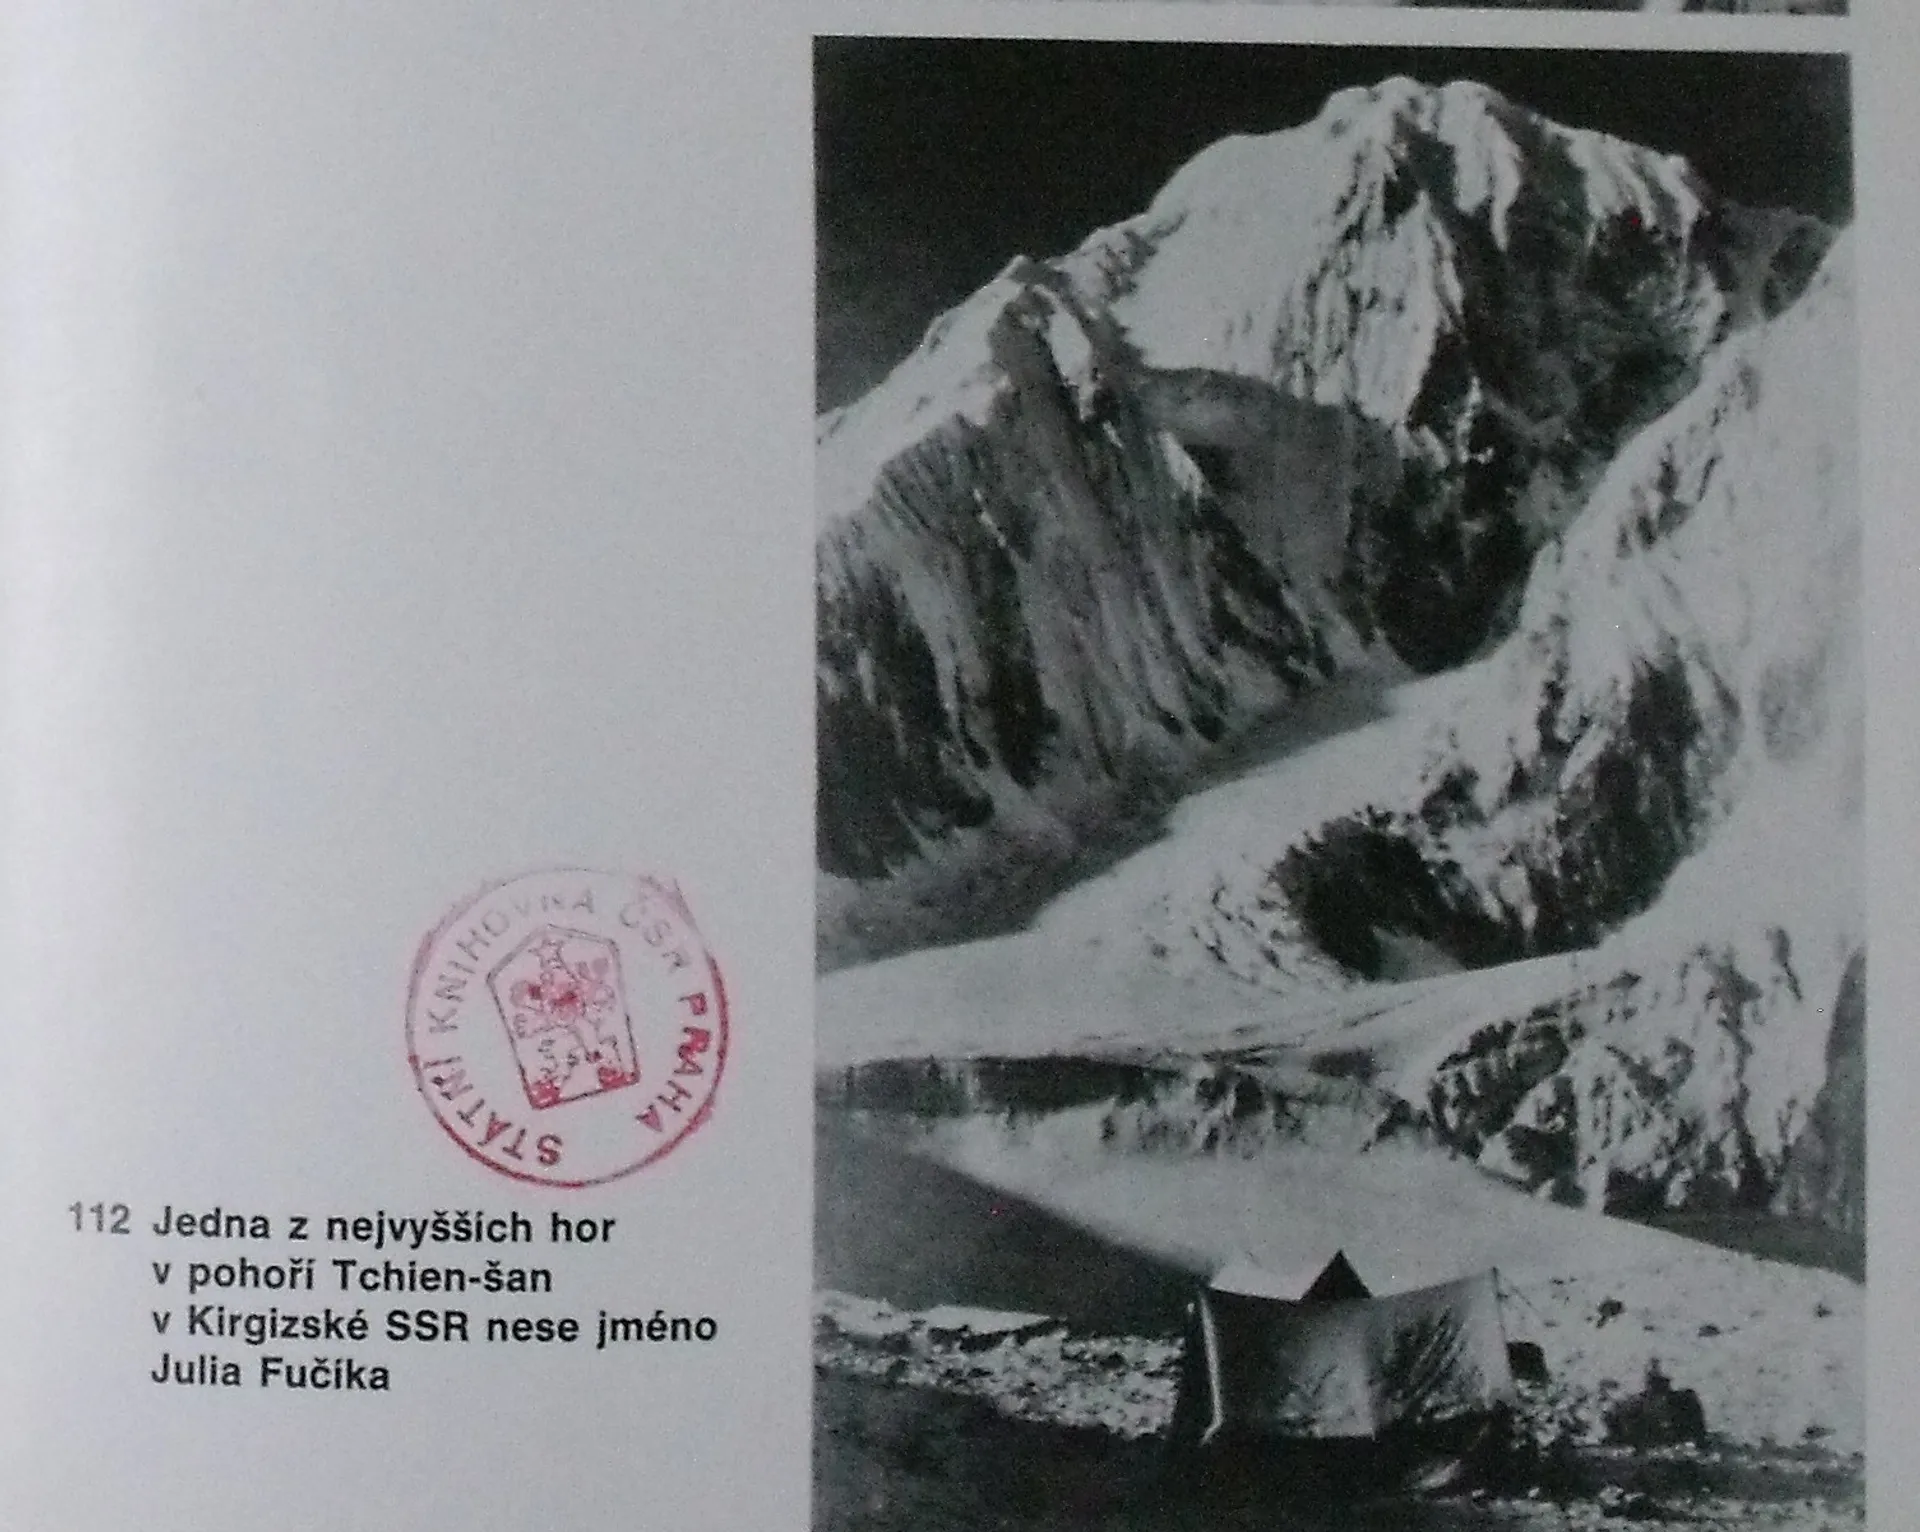 STÁTNÍ KNIHOVNA ČSR PRAHA
112 Jedna z nejvyšších hor
v pohoří Tchien-šan
v Kirgizské SSR nese jméno
Julia Fučíka